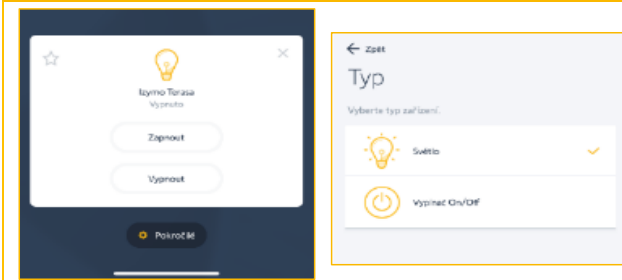 Izymo Terasa
Vypnuto
Zapnout
Vypnout
Pokročilé
Zpět
Typ
Vyberte typ zařízení.
Světlo
Vypínač On/Off